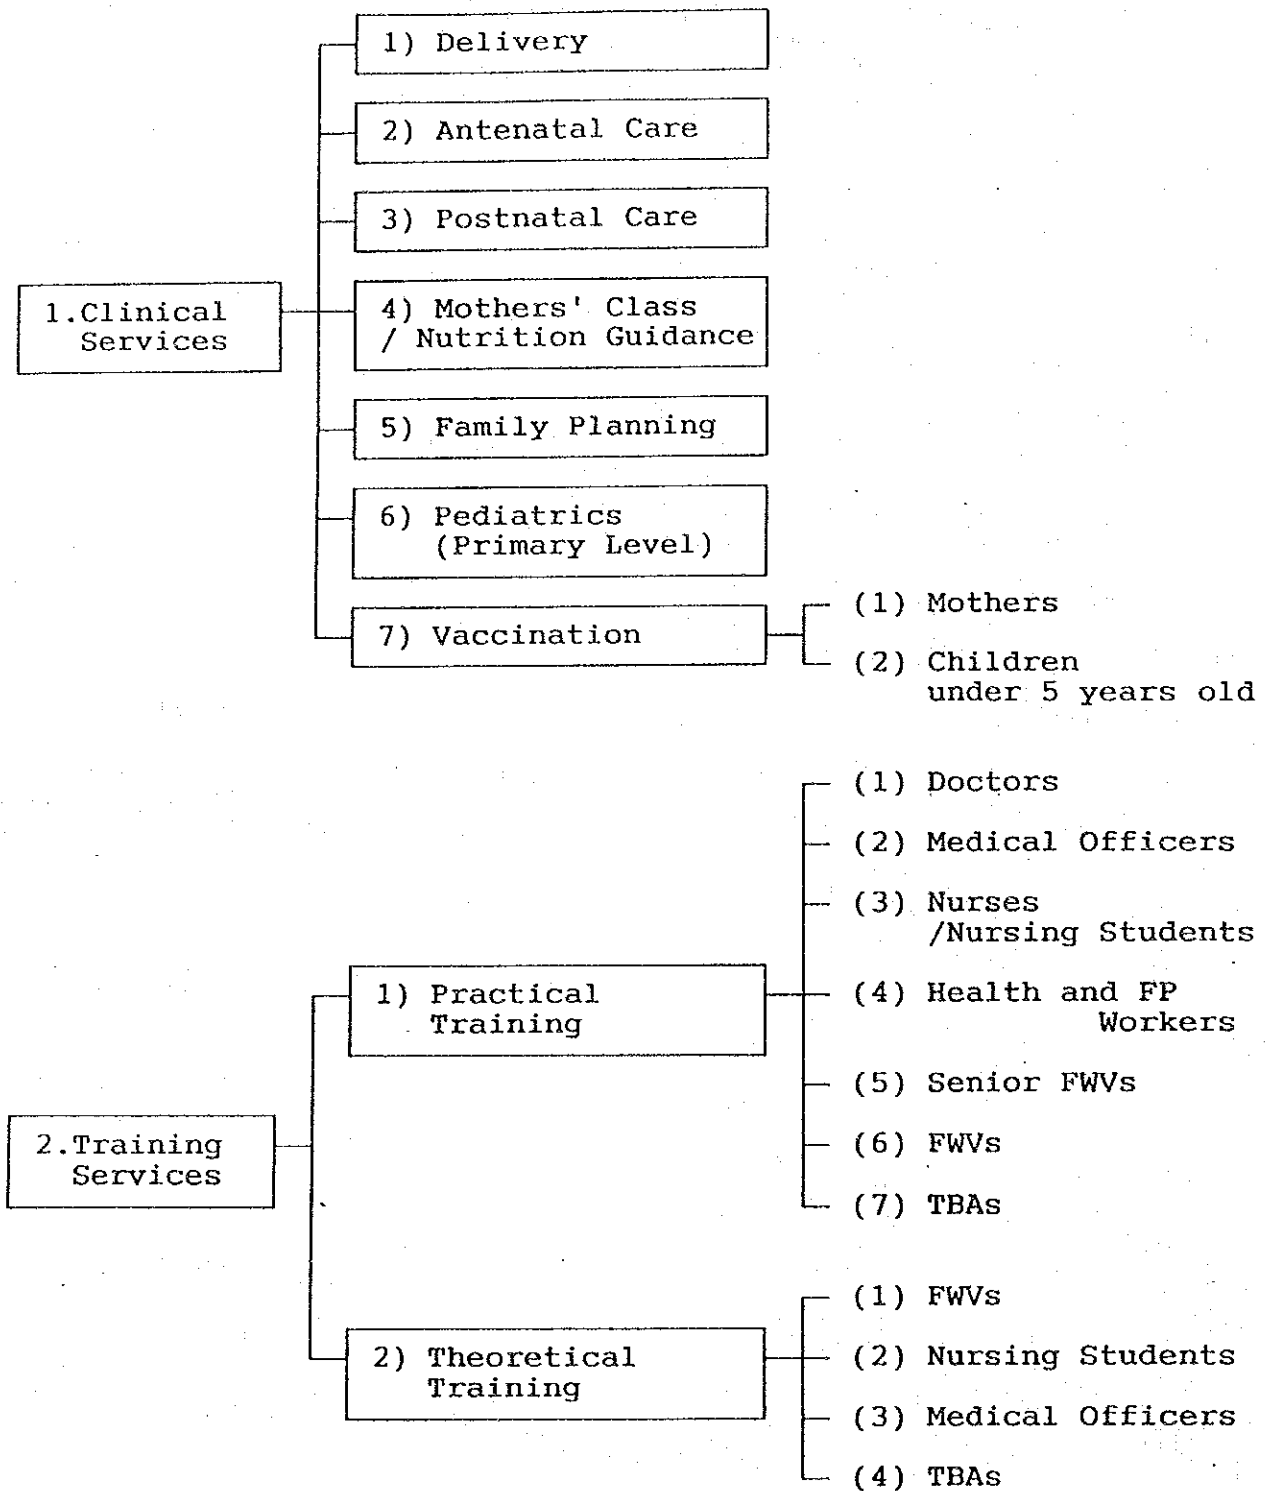 1.Clinical
Services
1) Delivery
2) Antenatal Care
3) Postnatal Care
4) Mothers' Class
/ Nutrition Guidance
5) Family Planning
6) Pediatrics
(Primary Level)
7) Vaccination
(1) Mothers
(2) Children
under 5 years old
2.Training
Services
1) Practical
Training
(1) Doctors
(2) Medical Officers
(3) Nurses
/Nursing Students
(4) Health and FP
Workers
(5) Senior FWVs
(6) FWVs
(7) TBAs
2) Theoretical
Training
(1) FWVs
(2) Nursing Students
(3) Medical Officers
(4) TBAs